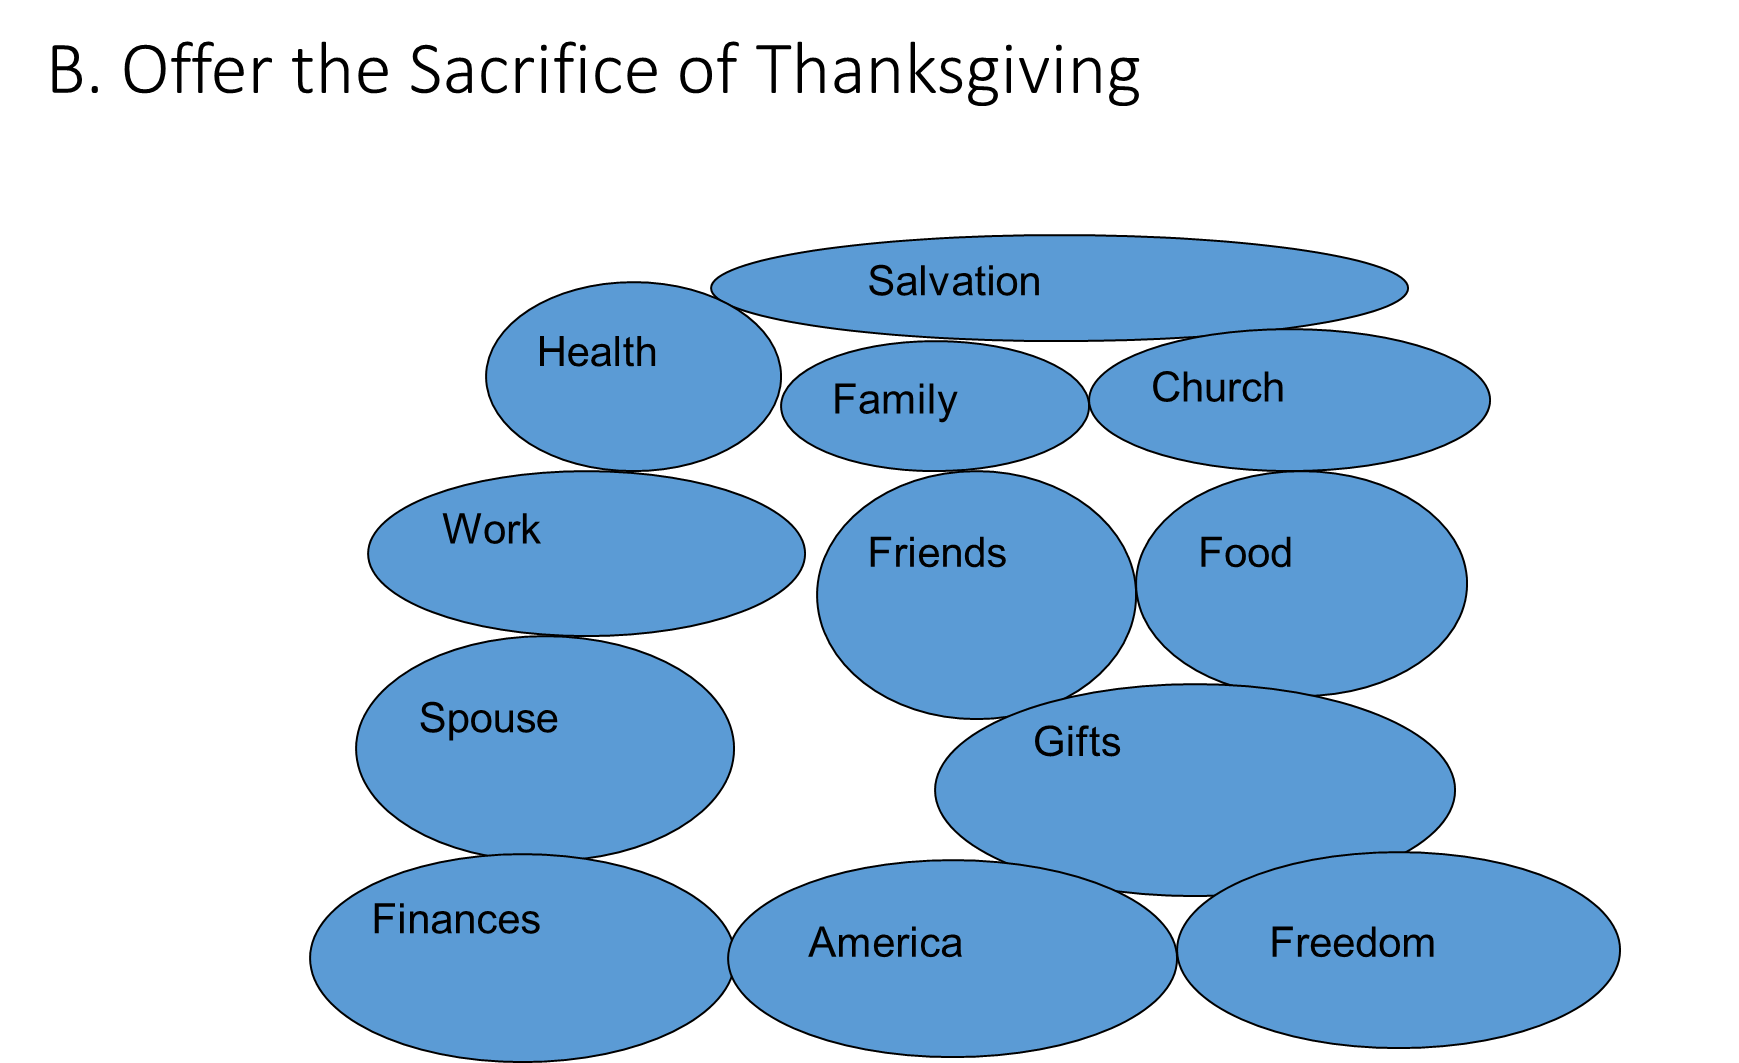 B. Offer the Sacrifice of Thanksgiving
Salvation
Health
Family
Church
Work
Friends
Food
Spouse
Gifts
Finances
America
Freedom